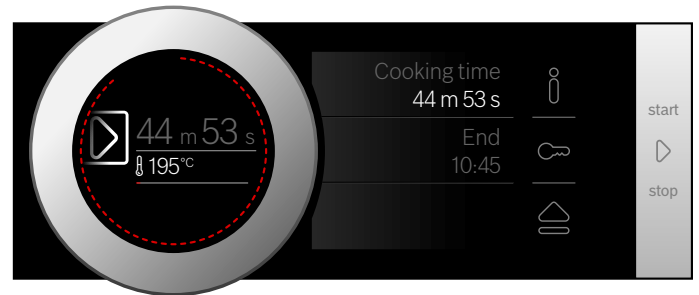 44 m 53 s
195°C
Cooking time
44 m 53 s
End
10:45
start
stop